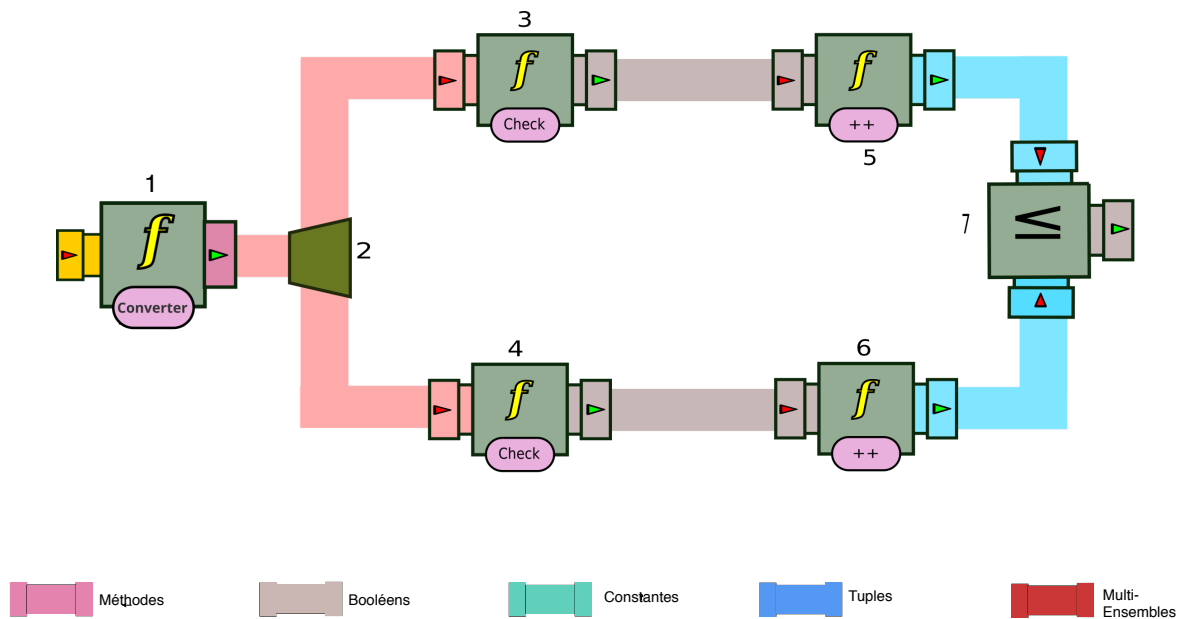 3
f
Check
f
++
5
1
f
Converter
2
7
≤
4
f
Check
6
f
++
Méthodes
Booléens
Constantes
Tuples
Multi-
Ensembles